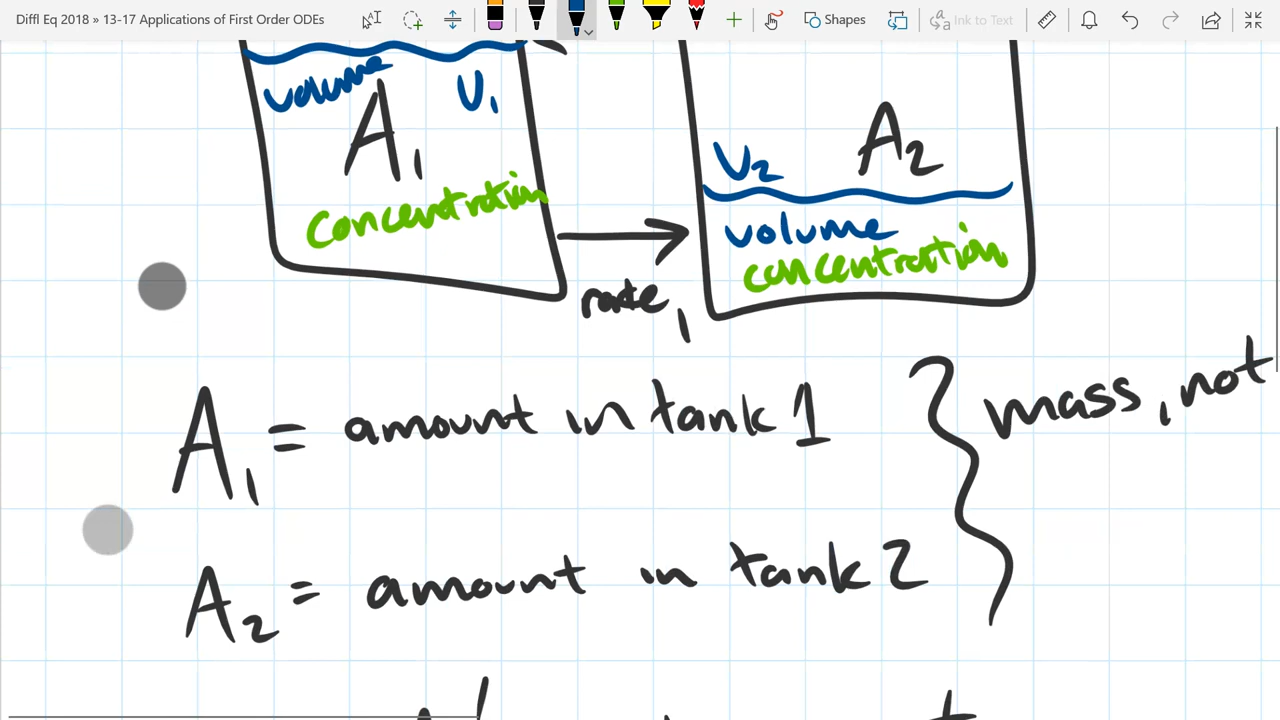 Diffl Eq 2018 » 13-17 Applications of First Order ODEs
Shapes
Ink to Text
volume V₁
A₁
concentration
V₂ A₂
volume
concentration
rate₁
A₁ = amount in tank 1
mass, not
A₂ = amount in tank 2